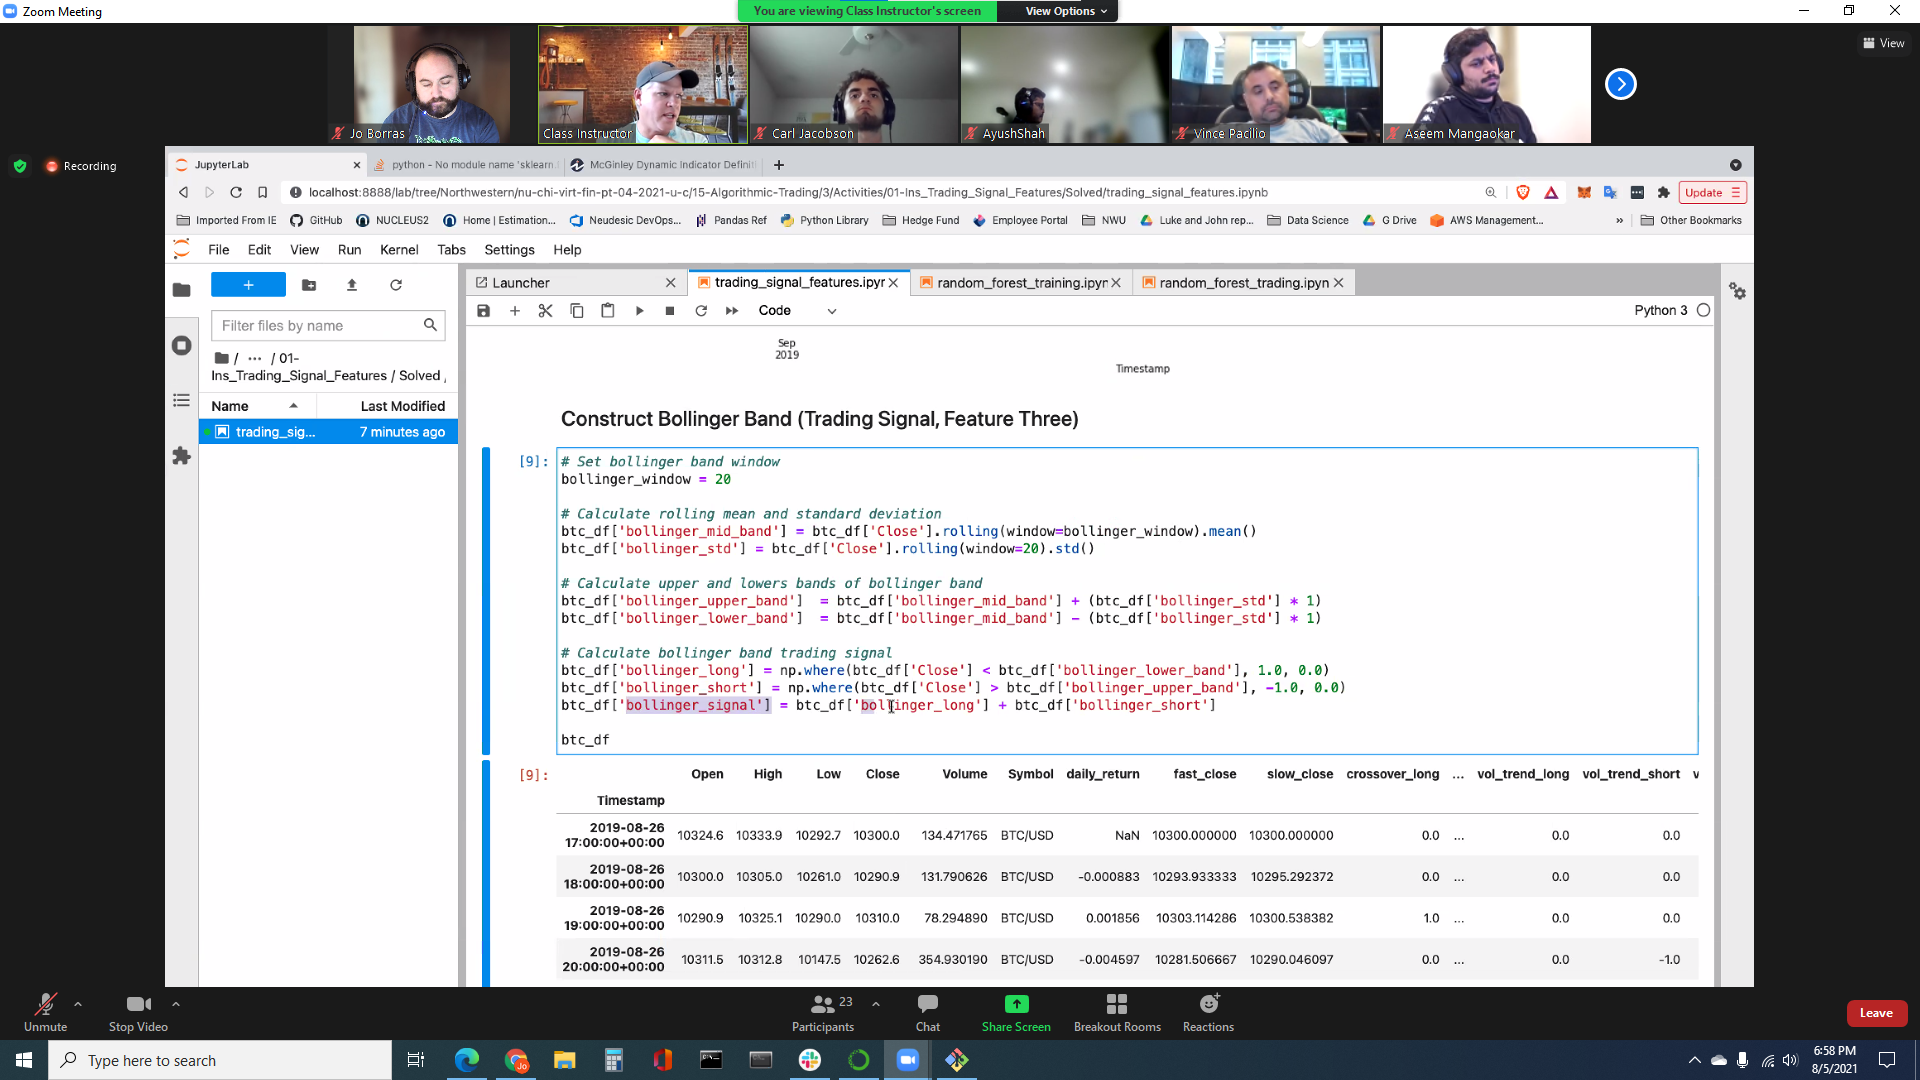 Zoom Meeting
You are viewing Class Instructor's screen
View Options
View
Jo Borras
Class Instructor
Carl Jacobson
AyushShah
Vince Pacilio
Aseem Mangaokar
Recording
JupyterLab
python - No module name 'sklearn.
McGinley Dynamic Indicator Definiti
localhost:8888/lab/tree/Northwestern/nu-chi-virt-fin-pt-04-2021-u-c/15-Algorithmic-Trading/3/Activities/01-Ins_Trading_Signal_Features/Solved/trading_signal_features.ipynb
Update
Imported From IE
GitHub
NUCLEUS2
Home | Estimation...
Neudesic DevOps...
Pandas Ref
Python Library
Hedge Fund
Employee Portal
NWU
Luke and John rep...
Data Science
G Drive
AWS Management...
»
Other Bookmarks
File Edit View Run Kernel Tabs Settings Help
Launcher
trading_signal_features.ipyr
random_forest_training.ipyn
random_forest_trading.ipyn
Filter files by name
Code
Python 3
/ ... / 01-
Ins_Trading_Signal_Features / Solved /
Name
Last Modified
trading_sig...
7 minutes ago
Sep
2019
Timestamp
Construct Bollinger Band (Trading Signal, Feature Three)
[9]:
# Set bollinger band window
bollinger_window = 20
# Calculate rolling mean and standard deviation
btc_df['bollinger_mid_band'] = btc_df['Close'].rolling(window=bollinger_window).mean()
btc_df['bollinger_std'] = btc_df['Close'].rolling(window=20).std()
# Calculate upper and lowers bands of bollinger band
btc_df['bollinger_upper_band']  = btc_df['bollinger_mid_band'] + (btc_df['bollinger_std'] * 1)
btc_df['bollinger_lower_band']  = btc_df['bollinger_mid_band'] - (btc_df['bollinger_std'] * 1)
# Calculate bollinger band trading signal
btc_df['bollinger_long'] = np.where(btc_df['Close'] < btc_df['bollinger_lower_band'], 1.0, 0.0)
btc_df['bollinger_short'] = np.where(btc_df['Close'] > btc_df['bollinger_upper_band'], -1.0, 0.0)
btc_df['bollinger_signal'] = btc_df['bollinger_long'] + btc_df['bollinger_short']
btc_df
[9]:
Open High Low Close Volume Symbol daily_return fast_close slow_close crossover_long ... vol_trend_long vol_trend_short v
Timestamp
2019-08-26
17:00:00+00:00 10324.6 10333.9 10292.7 10300.0 134.471765 BTC/USD NaN 10300.000000 10300.000000 0.0 ... 0.0 0.0
2019-08-26
18:00:00+00:00 10300.0 10305.0 10261.0 10290.9 131.790626 BTC/USD -0.000883 10293.933333 10295.292372 0.0 ... 0.0 0.0
2019-08-26
19:00:00+00:00 10290.9 10325.1 10290.0 10310.0 78.294890 BTC/USD 0.001856 10303.114286 10300.538382 1.0 ... 0.0 0.0
2019-08-26
20:00:00+00:00 10311.5 10312.8 10147.5 10262.6 354.930190 BTC/USD -0.004597 10281.506667 10290.046097 0.0 ... 0.0 -1.0
Unmute
Stop Video
23
Participants
Chat
Share Screen
Breakout Rooms
Reactions
Leave
Type here to search
6:58 PM
8/5/2021